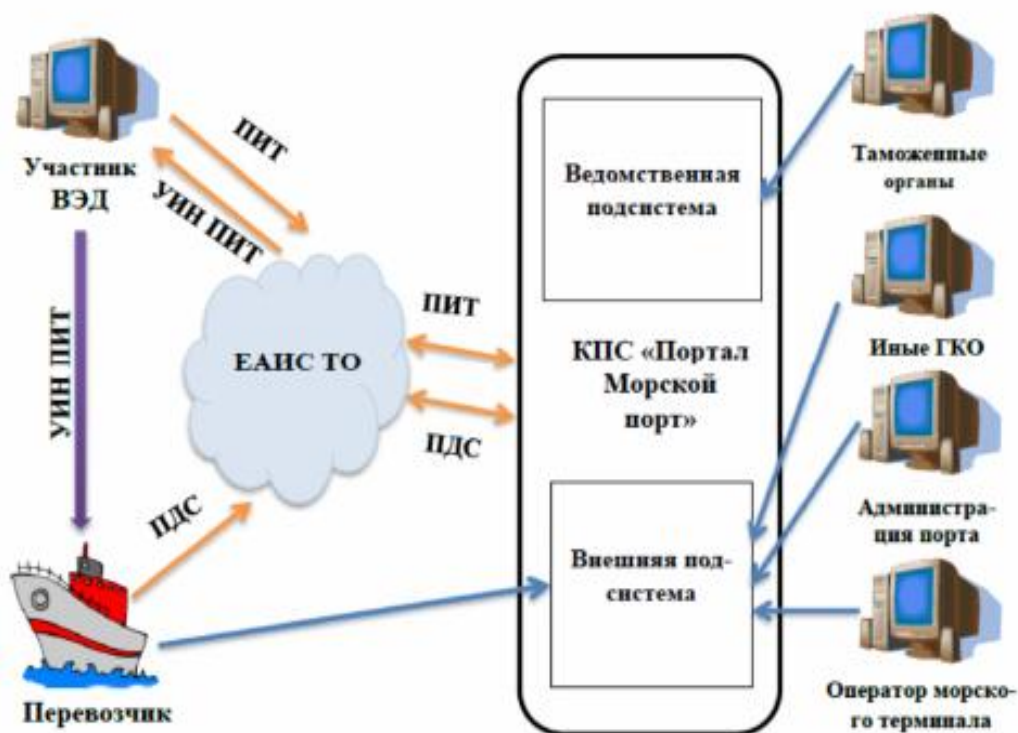 Участник
ВЭД
ПИТ
УИН ПИТ
УИН ПИТ
ЕАИС ТО
ПИТ
ПДС
ПДС
Перевозчик
Ведомственная
подсистема
КПС «Портал
Морской
порт»
Внешняя под-
система
Таможенные
органы
Иные ГКО
Администра-
ция порта
Оператор морско-
го терминала